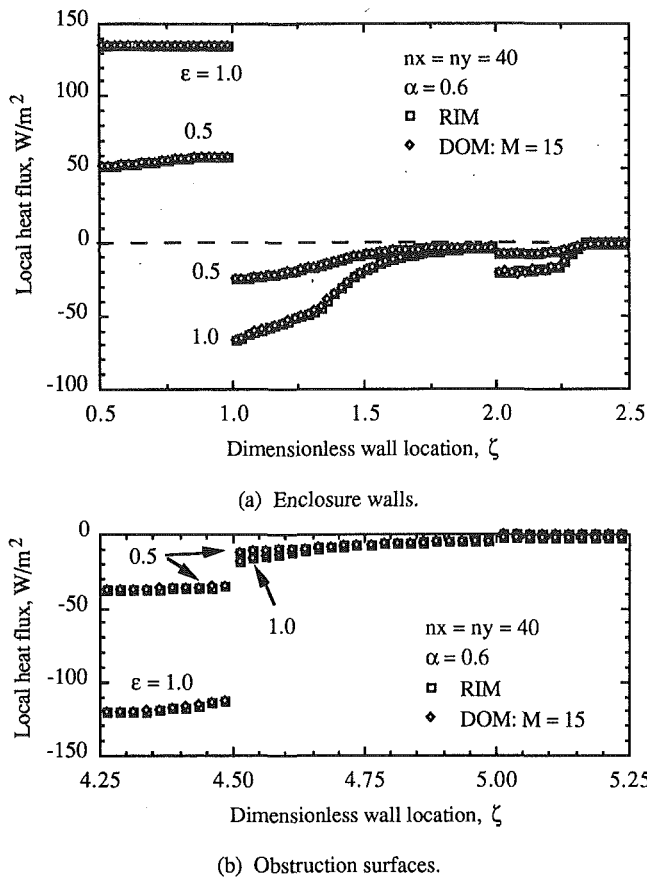 150
100
50
0
-50
-100
Local heat flux, W/m²
ε = 1.0
0.5
nx = ny = 40
α = 0.6
RIM
DOM: M = 15
0.5
1.0
0.5 1.0 1.5 2.0 2.5
Dimensionless wall location, ζ
(a) Enclosure walls.
0
-50
-100
-150
Local heat flux, W/m²
0.5
1.0
ε = 1.0
nx = ny = 40
α = 0.6
RIM
DOM: M = 15
4.25 4.50 4.75 5.00 5.25
Dimensionless wall location, ζ
(b) Obstruction surfaces.